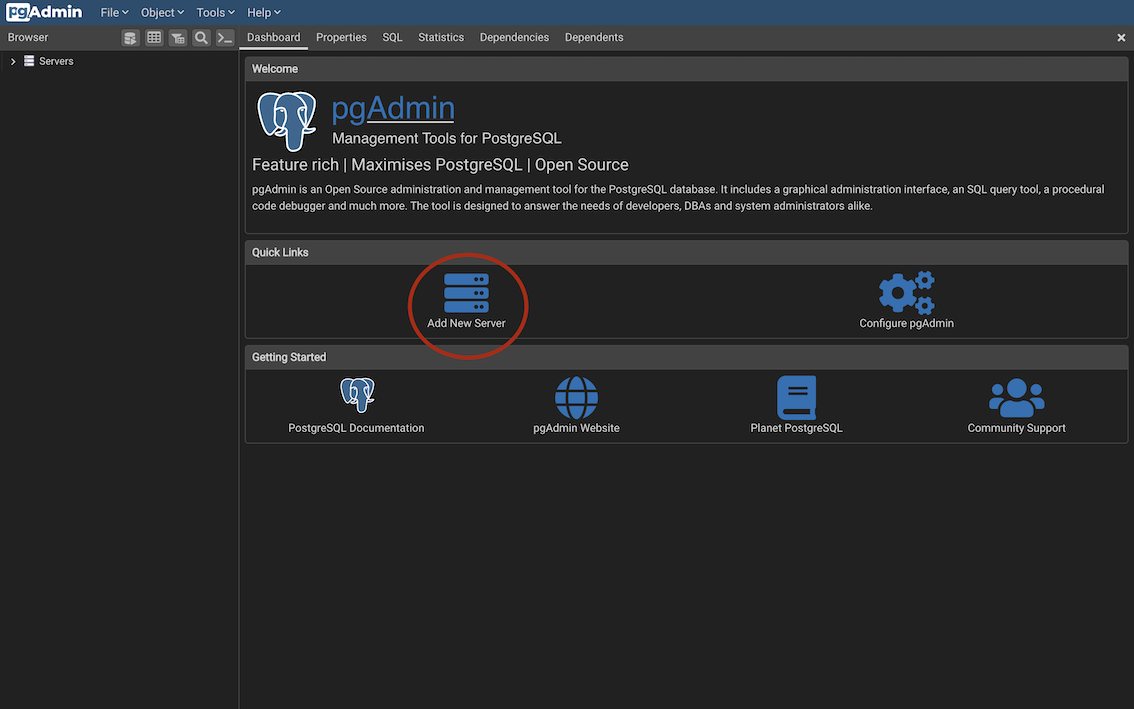 pgAdmin File Object Tools Help
Browser Dashboard Properties SQL Statistics Dependencies Dependents
Servers
Welcome
pgAdmin
Management Tools for PostgreSQL
Feature rich | Maximises PostgreSQL | Open Source
pgAdmin is an Open Source administration and management tool for the PostgreSQL database. It includes a graphical administration interface, an SQL query tool, a procedural
code debugger and much more. The tool is designed to answer the needs of developers, DBAs and system administrators alike.
Quick Links
Add New Server Configure pgAdmin
Getting Started
PostgreSQL Documentation pgAdmin Website Planet PostgreSQL Community Support